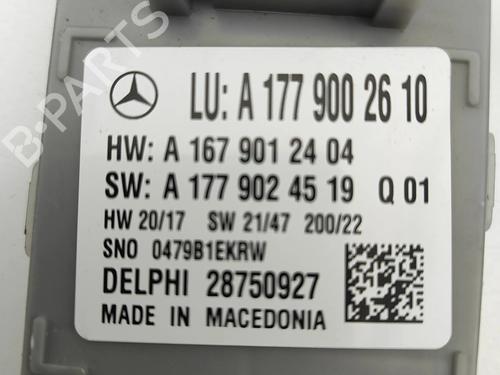 LU: A 177 900 26 10
HW: A 167 901 24 04
SW: A 177 902 45 19 Q 01
HW 20/17 SW 21/47 200/22
SNO 0479B1EKRW
DELPHI 28750927
MADE IN MACEDONIA
B-PARTS